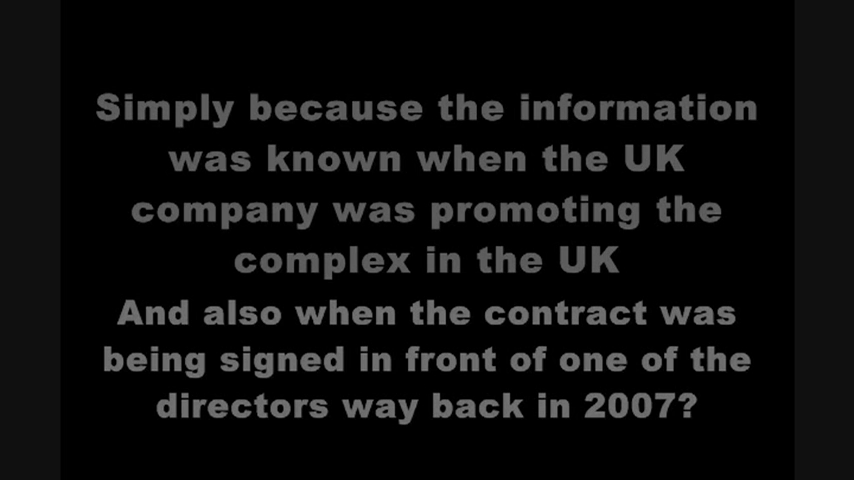 Simply because the information
was known when the UK
company was promoting the
complex in the UK
And also when the contract was
being signed in front of one of the
directors way back in 2007?